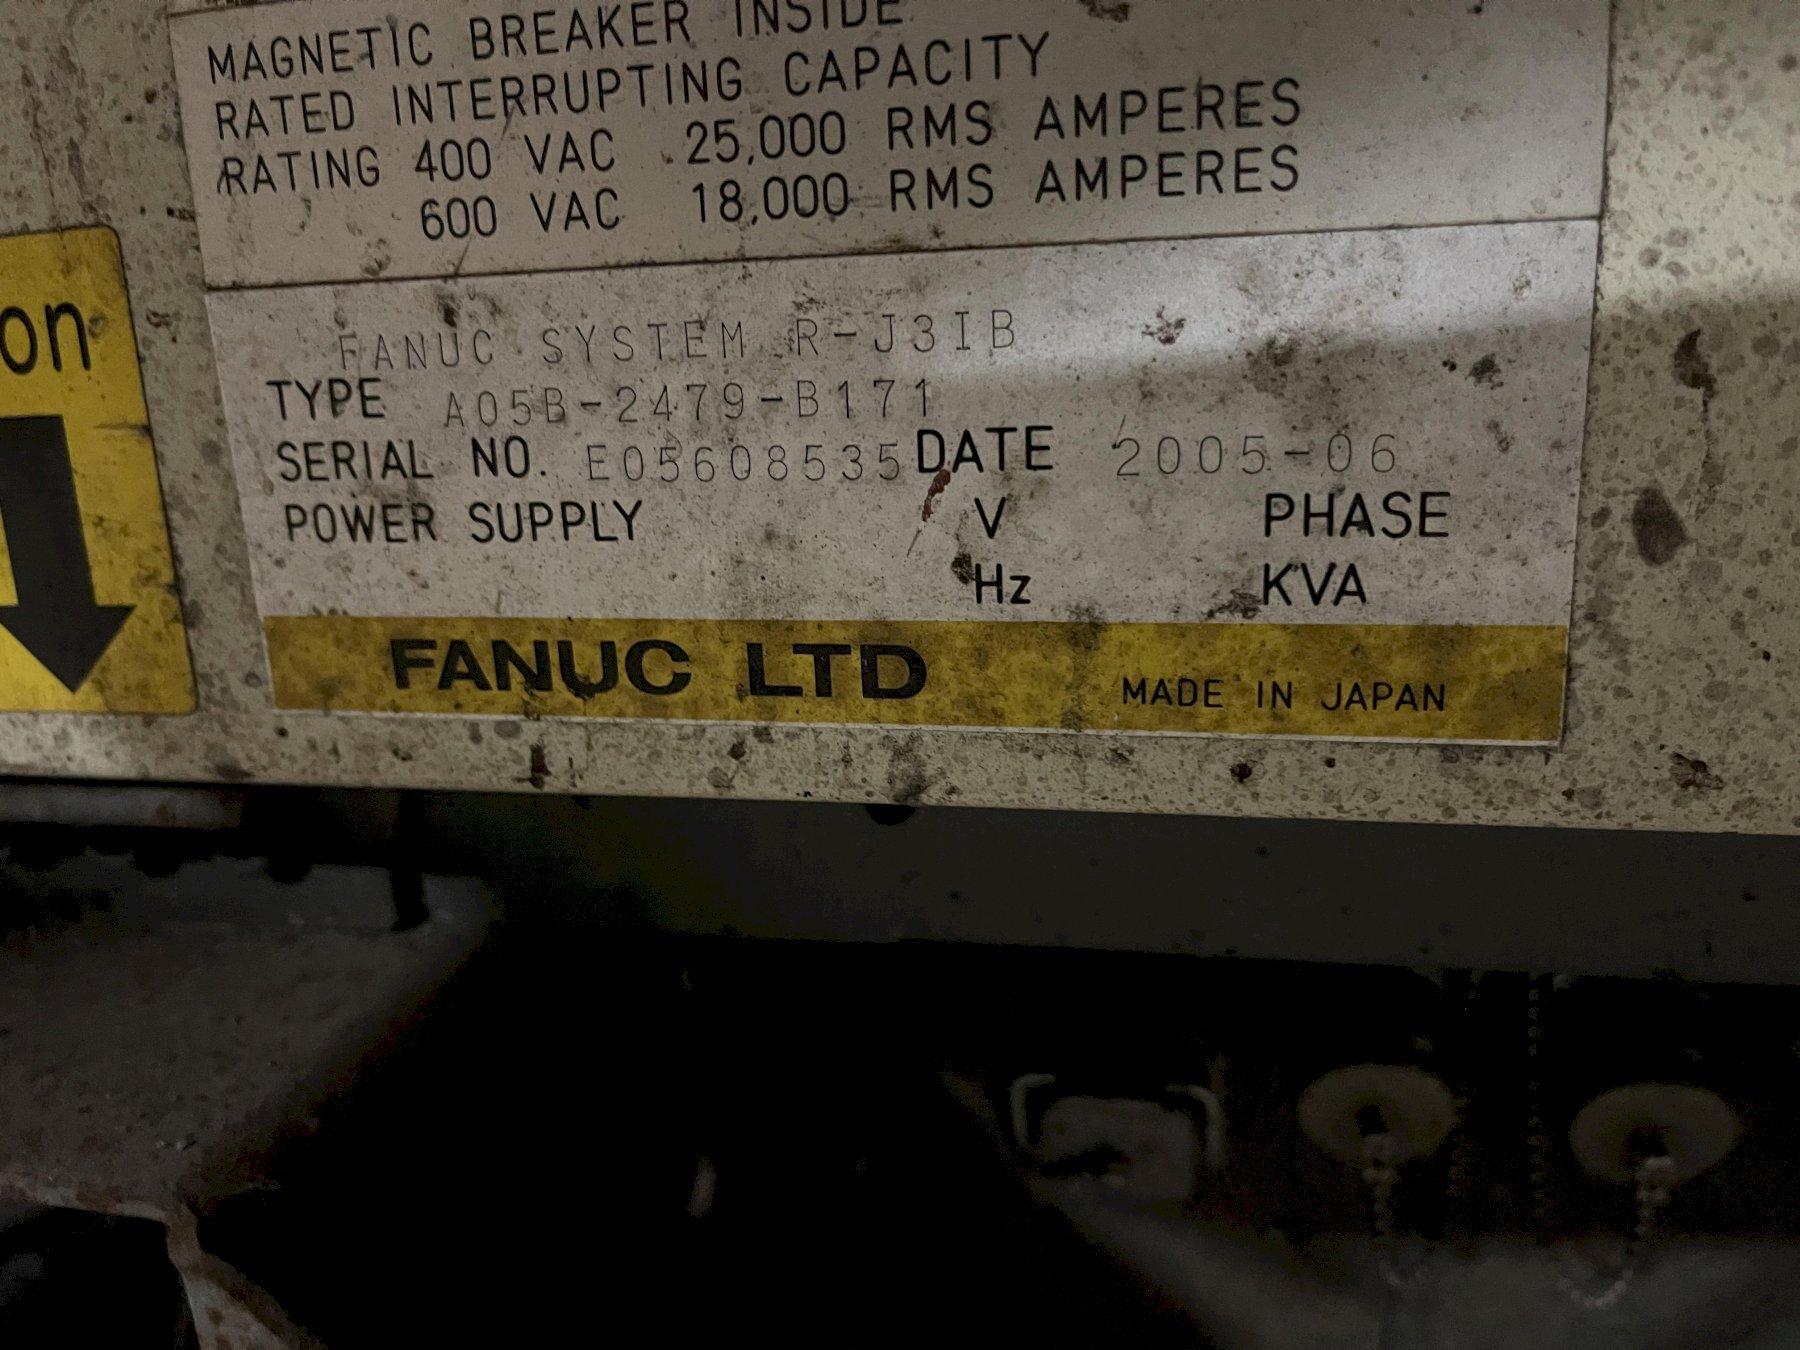 MAGNETIC BREAKER INSIDE
RATED INTERRUPTING CAPACITY
RATING 400 VAC 25,000 RMS AMPERES
600 VAC 18,000 RMS AMPERES
on
FANUC SYSTEM R-J3IB
TYPE A05B-2479-B171
SERIAL NO. E05608535 DATE 2005-06
POWER SUPPLY V PHASE
Hz KVA
FANUC LTD MADE IN JAPAN